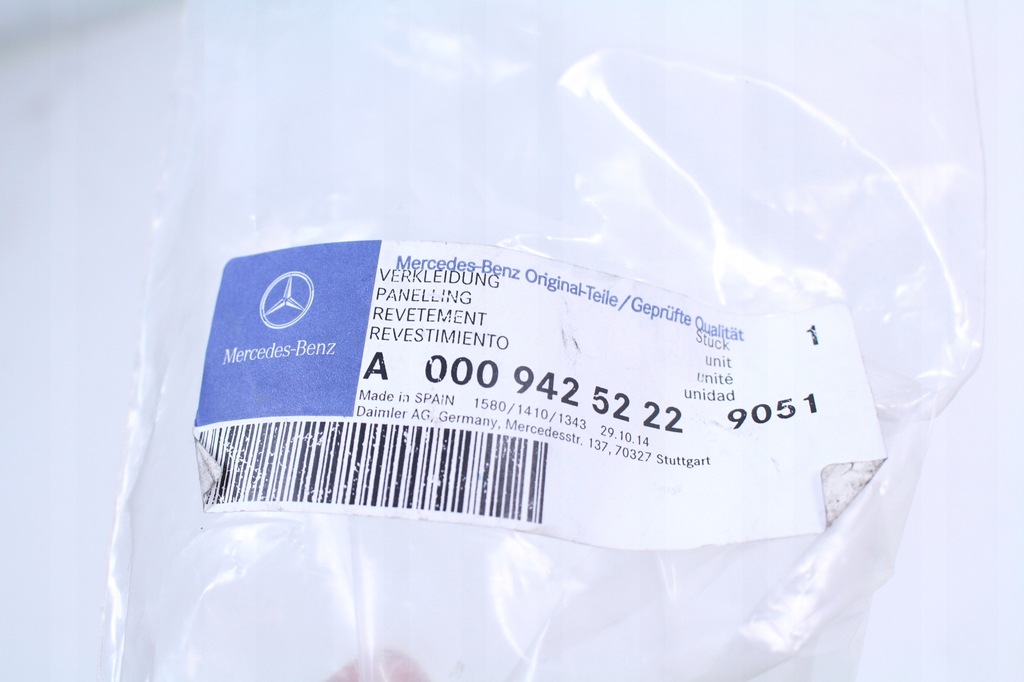 Mercedes-Benz
Mercedes-Benz Original-Teile/Geprüfte Qualität
VERKLEIDUNG
PANELLING
REVETEMENT
REVESTIMIENTO
Stück 1
unit
unité
unidad
A 000 942 52 22 9051
Made in SPAIN 1580/1410/1343 29.10.14
Daimler AG, Germany, Mercedesstr. 137, 70327 Stuttgart